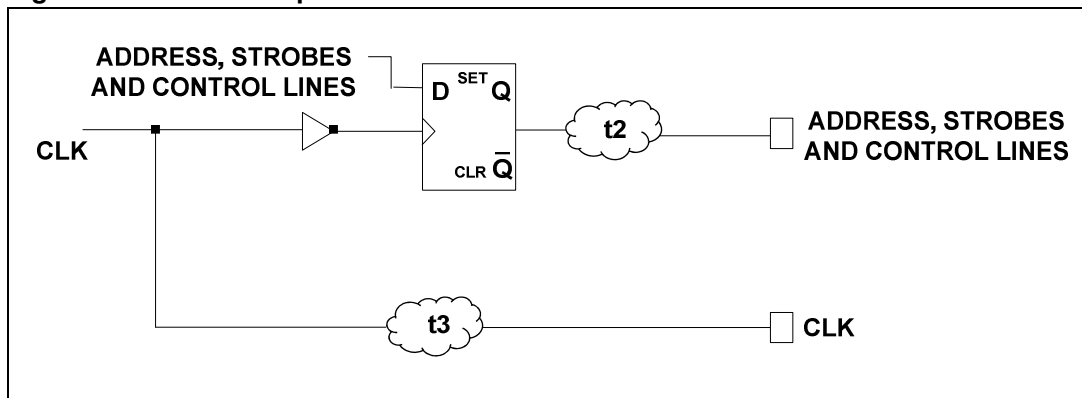 ADDRESS, STROBES
AND CONTROL LINES
D SET Q
CLK
CLR Q̅
t2
ADDRESS, STROBES
AND CONTROL LINES
t3
CLK